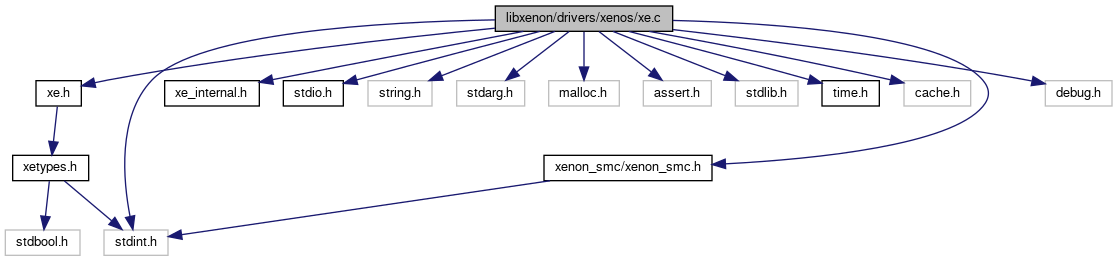 libxenon/drivers/xenos/xe.c
xe.h
xe_internal.h
stdio.h
string.h
stdarg.h
malloc.h
assert.h
stdlib.h
time.h
cache.h
debug.h
xetypes.h
xenon_smc/xenon_smc.h
stdbool.h
stdint.h